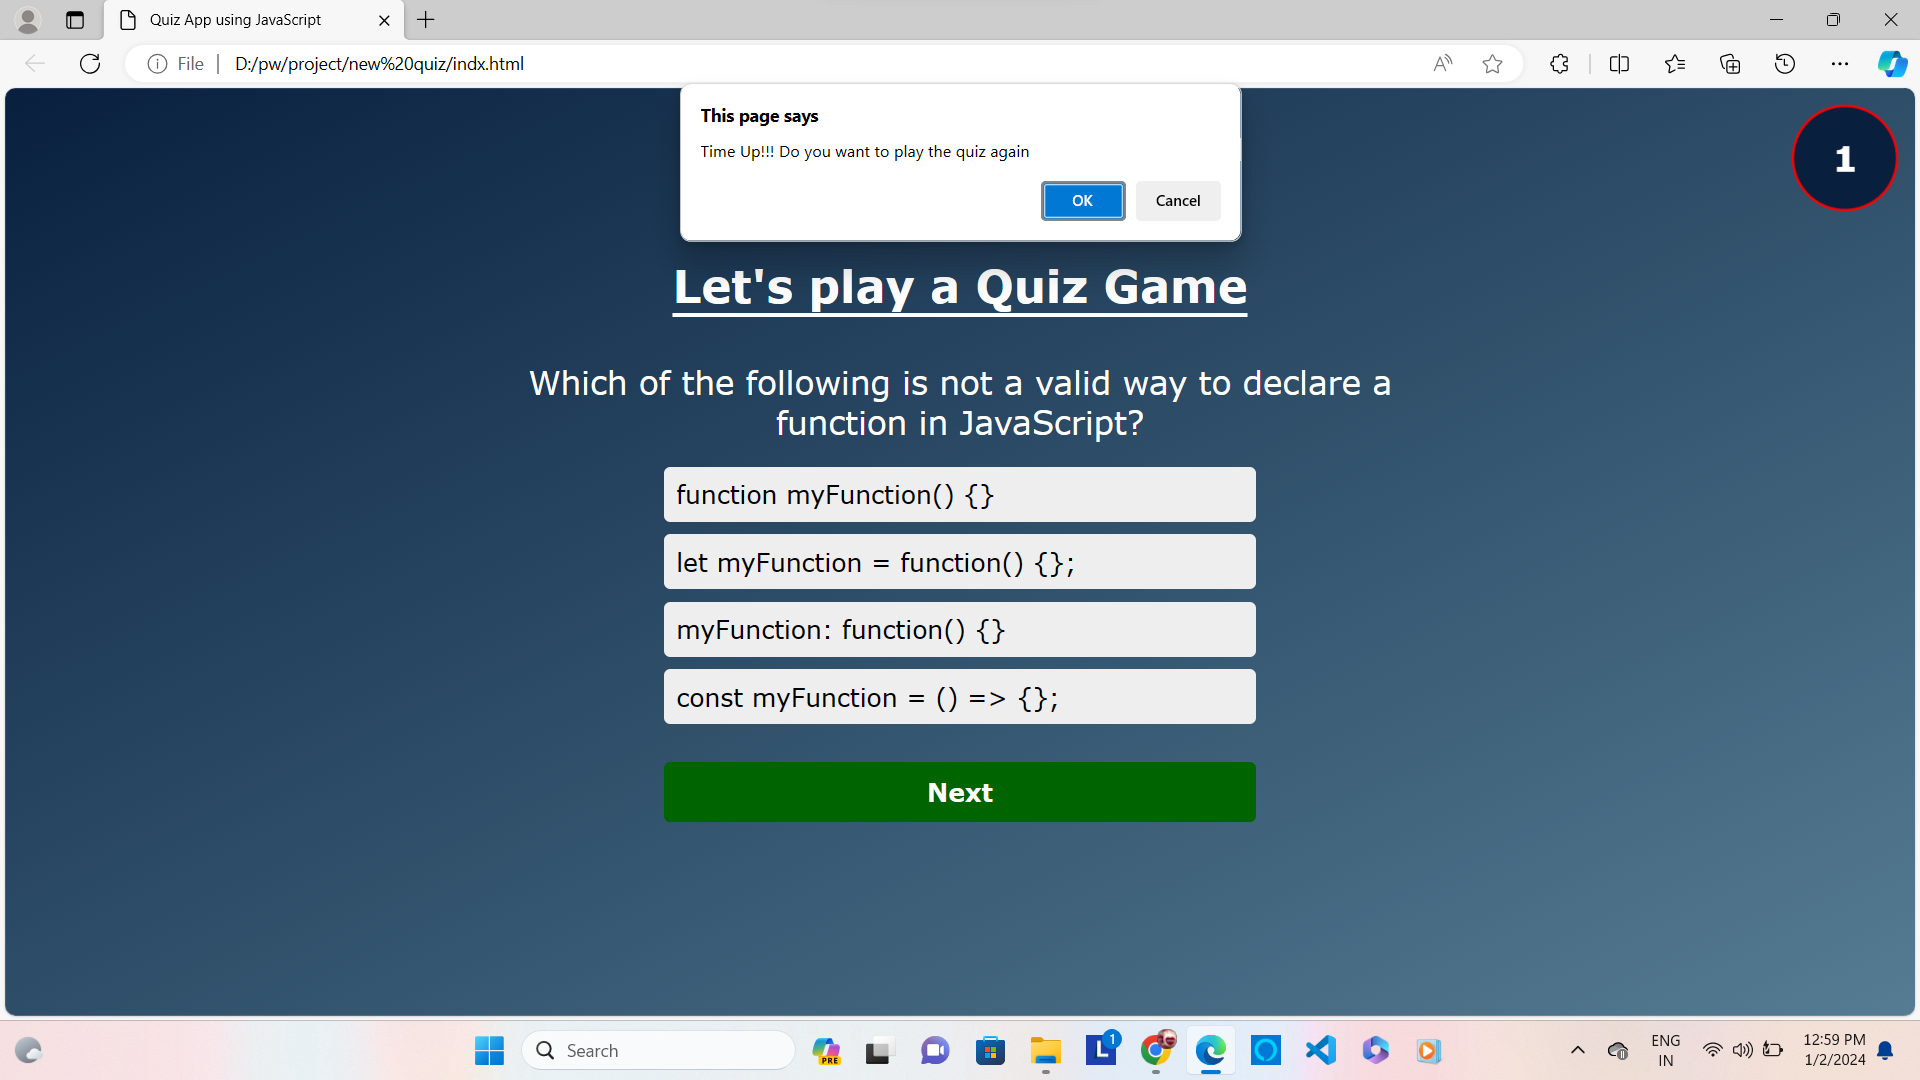 Quiz App using JavaScript
File
D:/pw/project/new%20quiz/indx.html
This page says
Time Up!!! Do you want to play the quiz again
OK
Cancel
1
Let's play a Quiz Game
Which of the following is not a valid way to declare a
function in JavaScript?
function myFunction() {}
let myFunction = function() {};
myFunction: function() {}
const myFunction = () => {};
Next
Search
PRE
L
1
ENG
IN
12:59 PM
1/2/2024